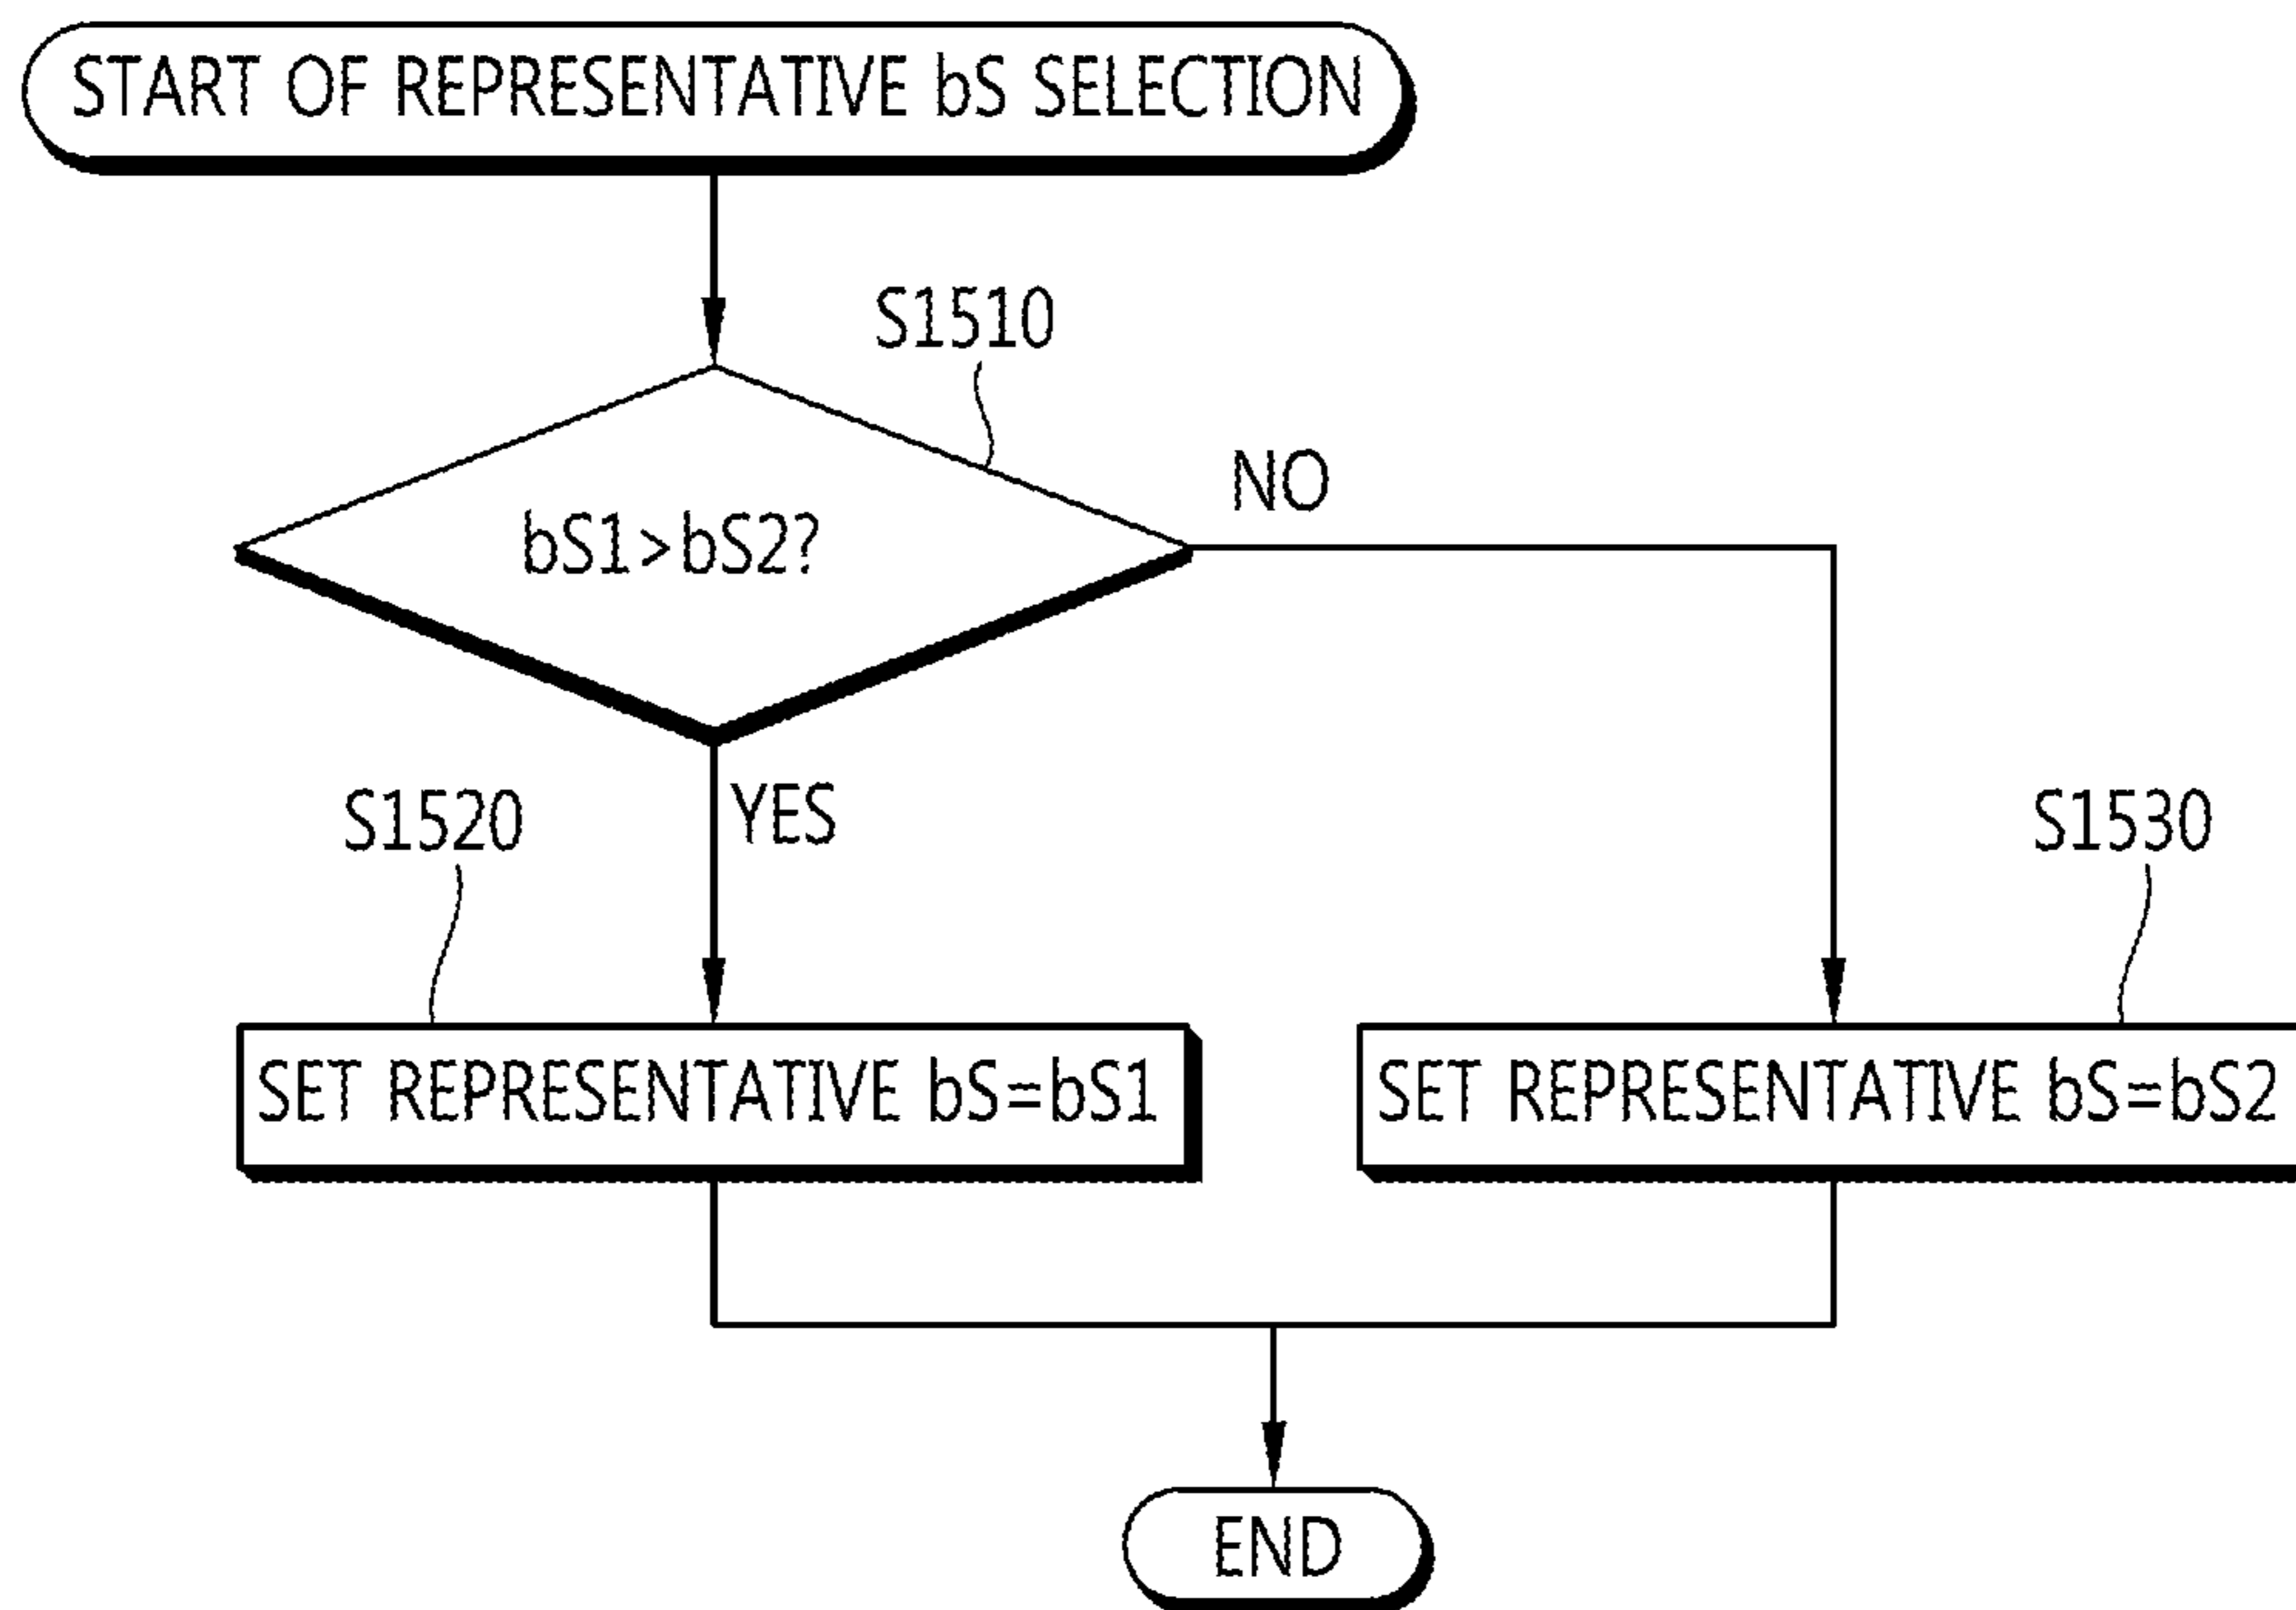 START OF REPRESENTATIVE bS SELECTION
S1510
NO
bS1>bS2?
YES
S1520
S1530
SET REPRESENTATIVE bS=bS1
SET REPRESENTATIVE bS=bS2
END